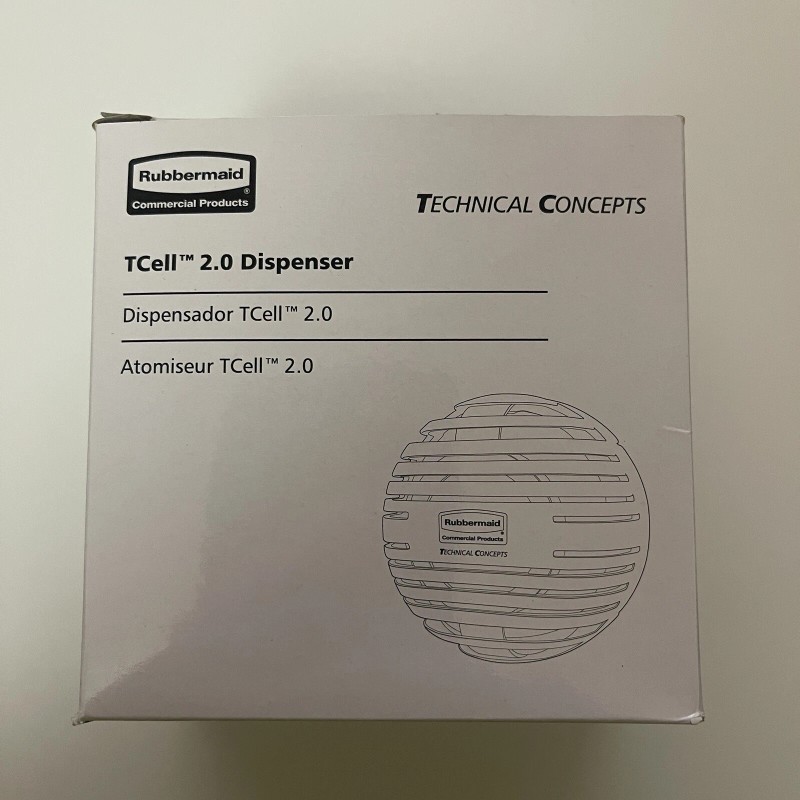 Rubbermaid®
Commercial Products
TECHNICAL CONCEPTS
TCell™ 2.0 Dispenser
Dispensador TCell™ 2.0
Atomiseur TCell™ 2.0
Rubbermaid®
Commercial Products
TECHNICAL CONCEPTS